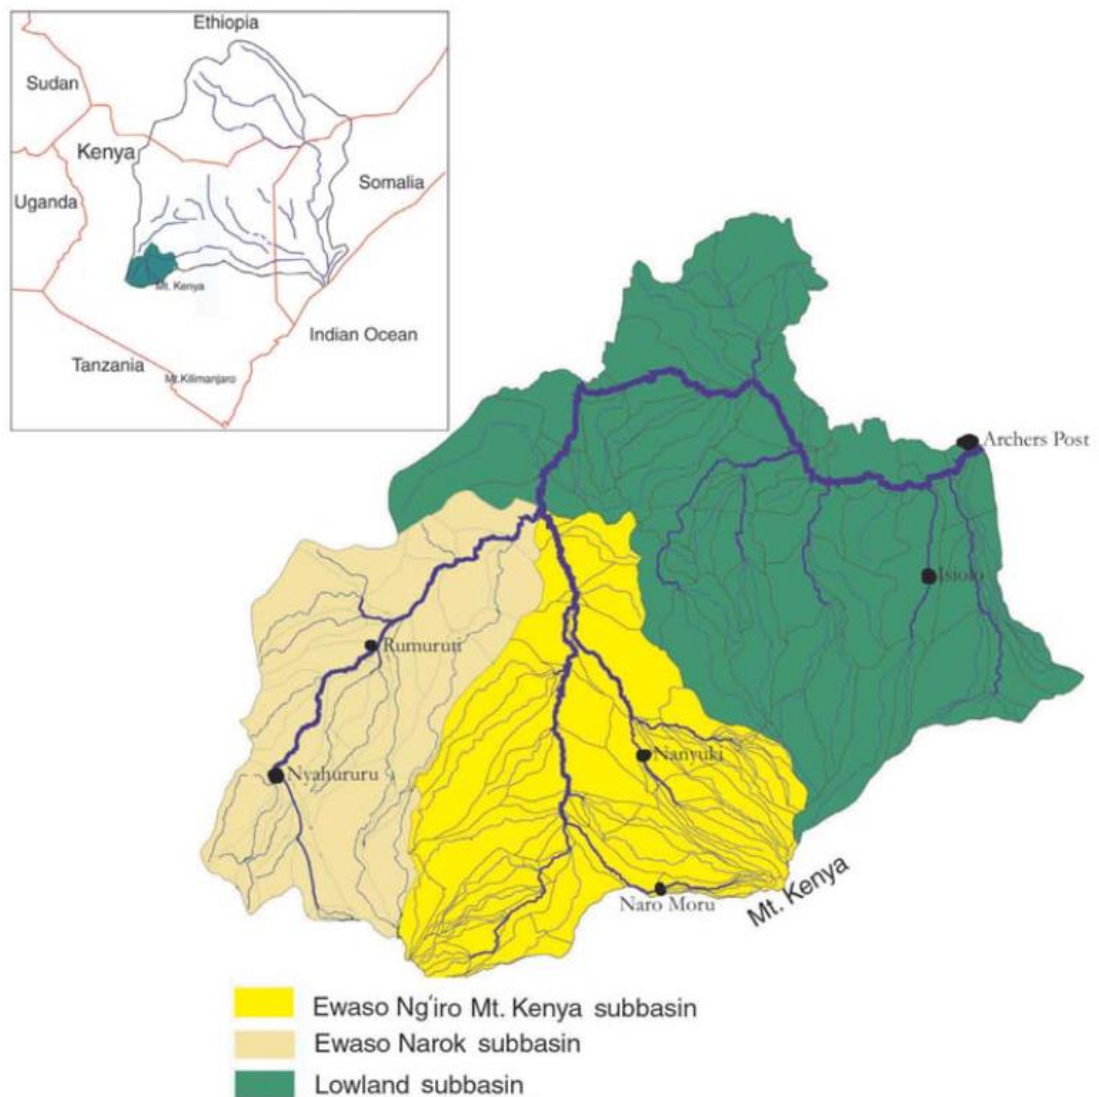 Ethiopia
Sudan
Kenya
Uganda
Somalia
Mt. Kenya
Indian Ocean
Tanzania
Mt.Kilimanjaro
Archers Post
Isiolo
Rumuruti
Nanyuki
Nyahururu
Mt. Kenya
Naro Moru
Ewaso Ng'iro Mt. Kenya subbasin
Ewaso Narok subbasin
Lowland subbasin